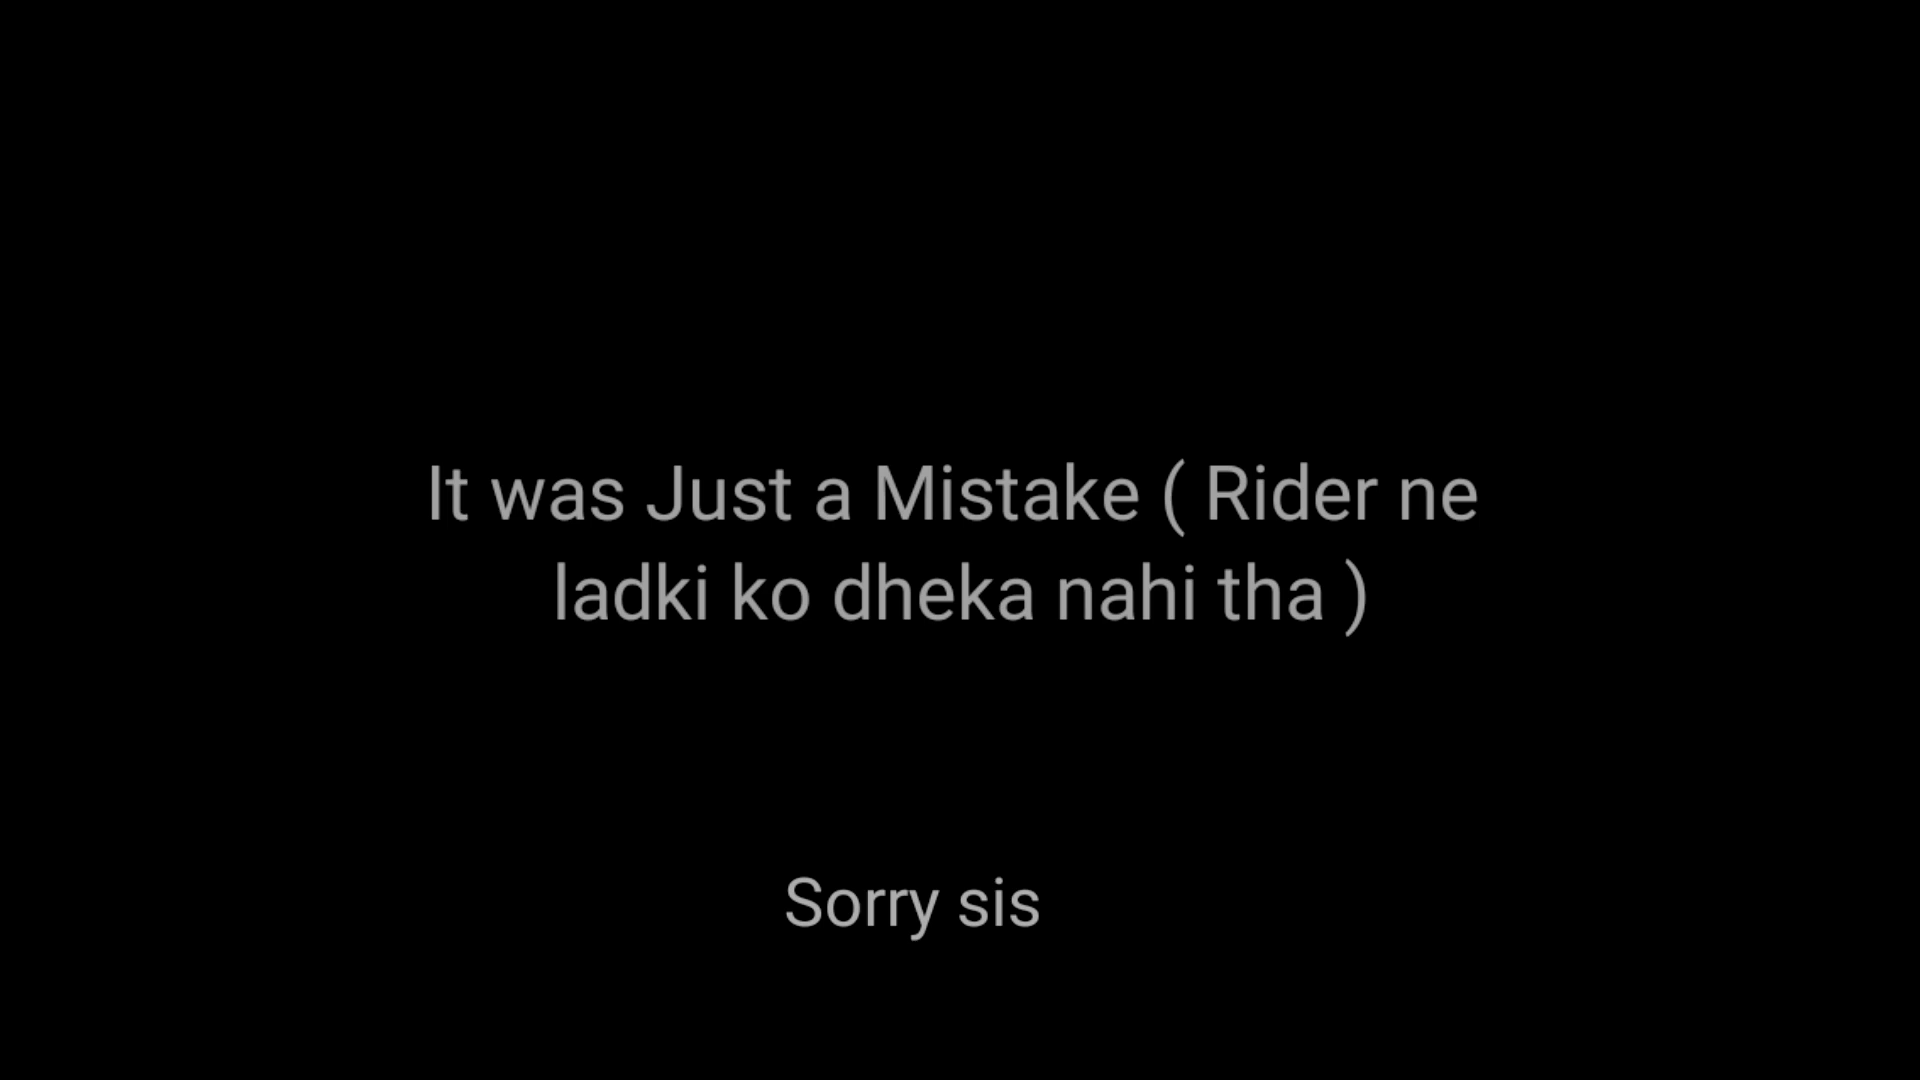 It was Just a Mistake ( Rider ne
ladki ko dheka nahi tha )
Sorry sis